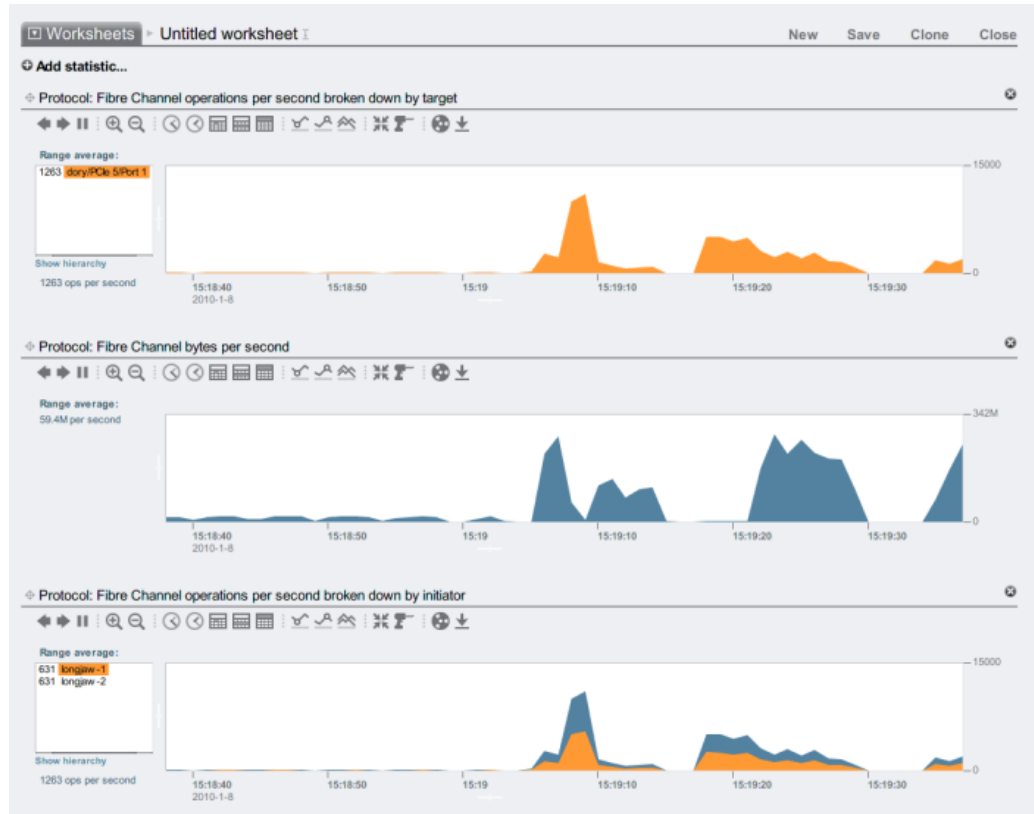 Worksheets Untitled worksheet New Save Clone Close
Add statistic...
Protocol: Fibre Channel operations per second broken down by target
Range average:
1263 dory/PCIe 5/Port 1
Show hierarchy
1263 ops per second
15000
0
15:18:40 15:18:50 15:19 15:19:10 15:19:20 15:19:30
2010-1-8
Protocol: Fibre Channel bytes per second
Range average:
59.4M per second
342M
0
15:18:40 15:18:50 15:19 15:19:10 15:19:20 15:19:30
2010-1-8
Protocol: Fibre Channel operations per second broken down by initiator
Range average:
631 longjaw-1
631 longjaw-2
Show hierarchy
1263 ops per second
15000
0
15:18:40 15:18:50 15:19 15:19:10 15:19:20 15:19:30
2010-1-8